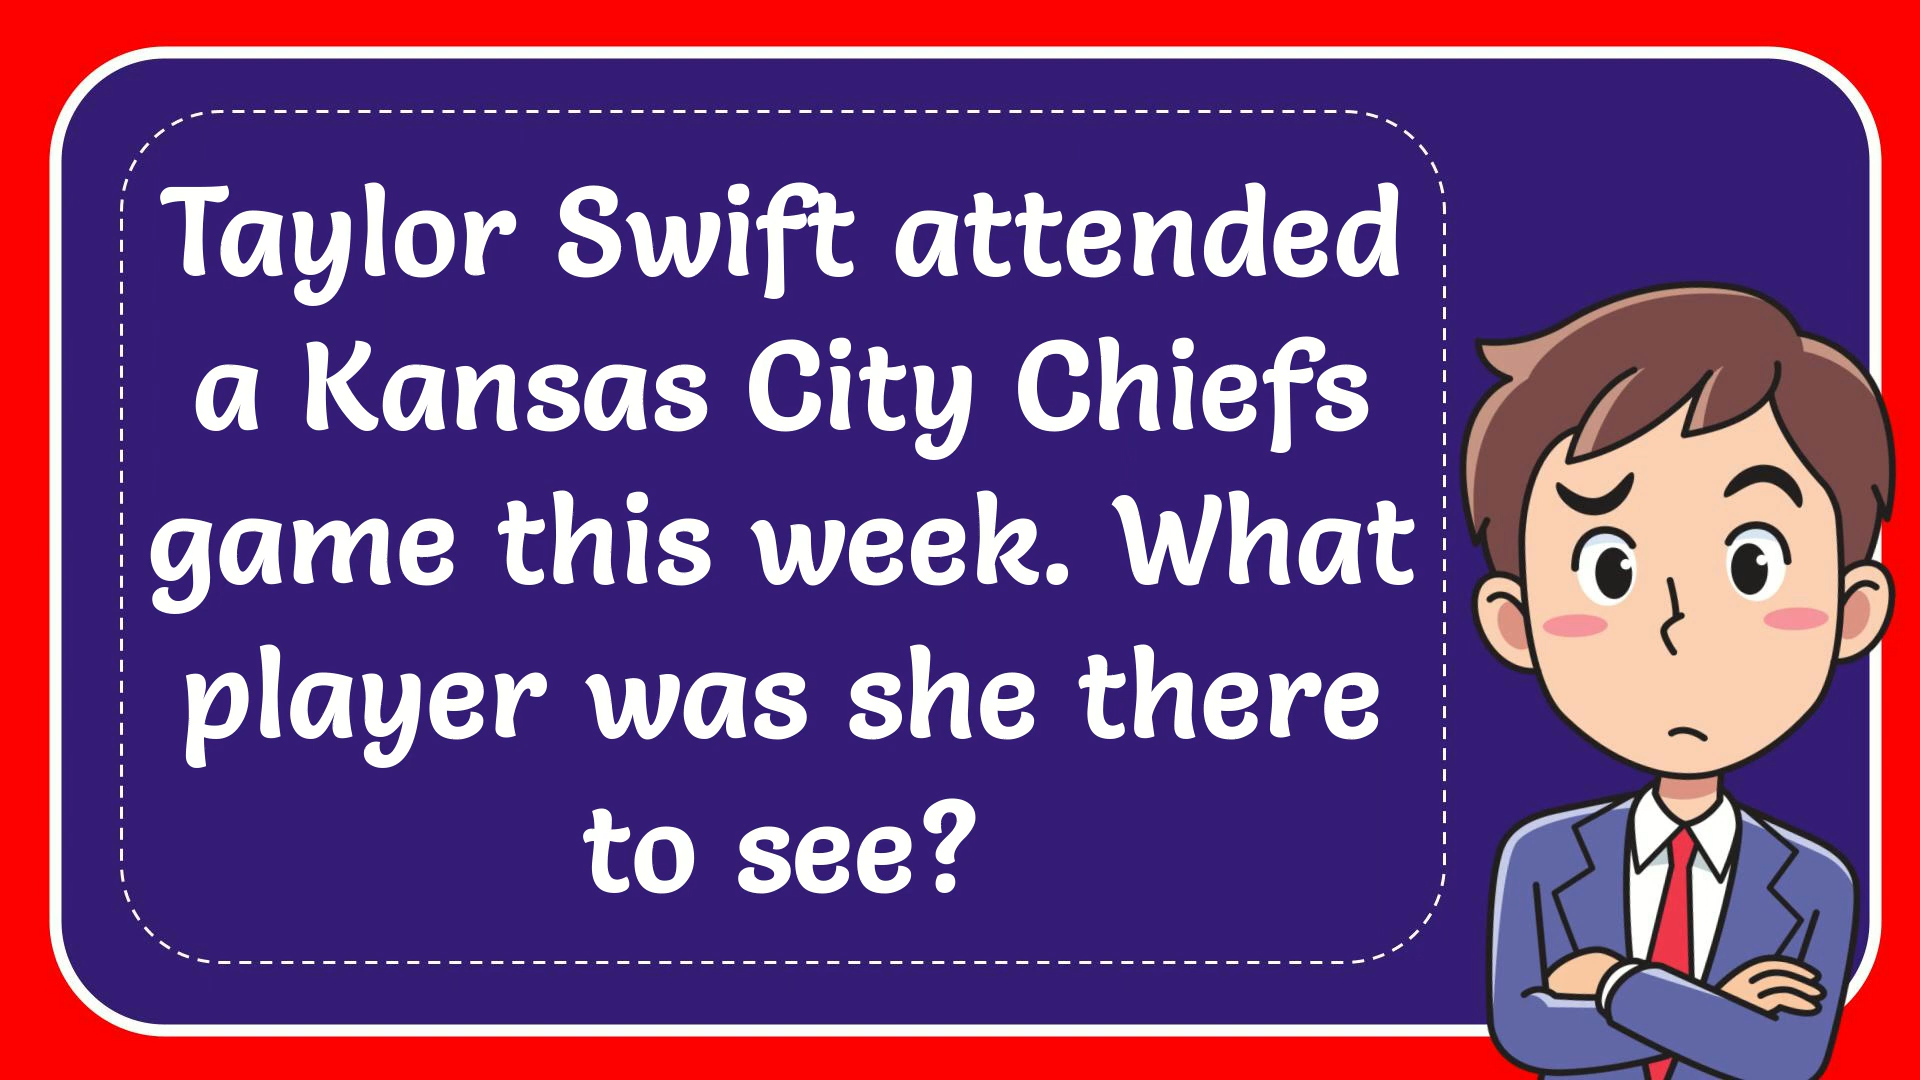 Taylor Swift attended
a Kansas City Chiefs
game this week. What
player was she there
to see?